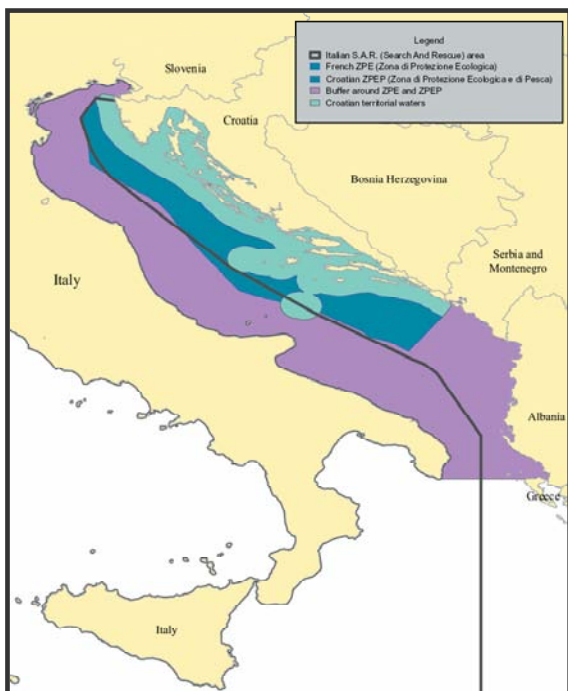 Legend
Italian S.A.R. (Search And Rescue) area
French ZPE (Zona di Protezione Ecologica)
Croatian ZPEP (Zona di Protezione Ecologica e di Pesca)
Buffer around ZPE and ZPEP
Croatian territorial waters
Slovenia
Croatia
Bosnia Herzegovina
Serbia and
Montenegro
Italy
Albania
Greece
Italy